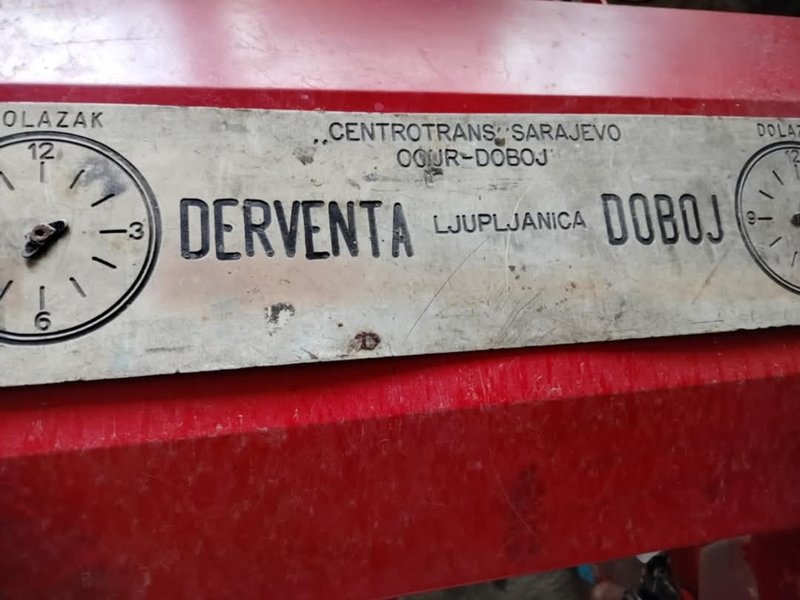 OLAZAK
12
3
6
„CENTROTRANS" SARAJEVO
OOUR-DOBOJ
DERVENTA LJUPLJANICA DOBOJ
DOLAZ
12
9